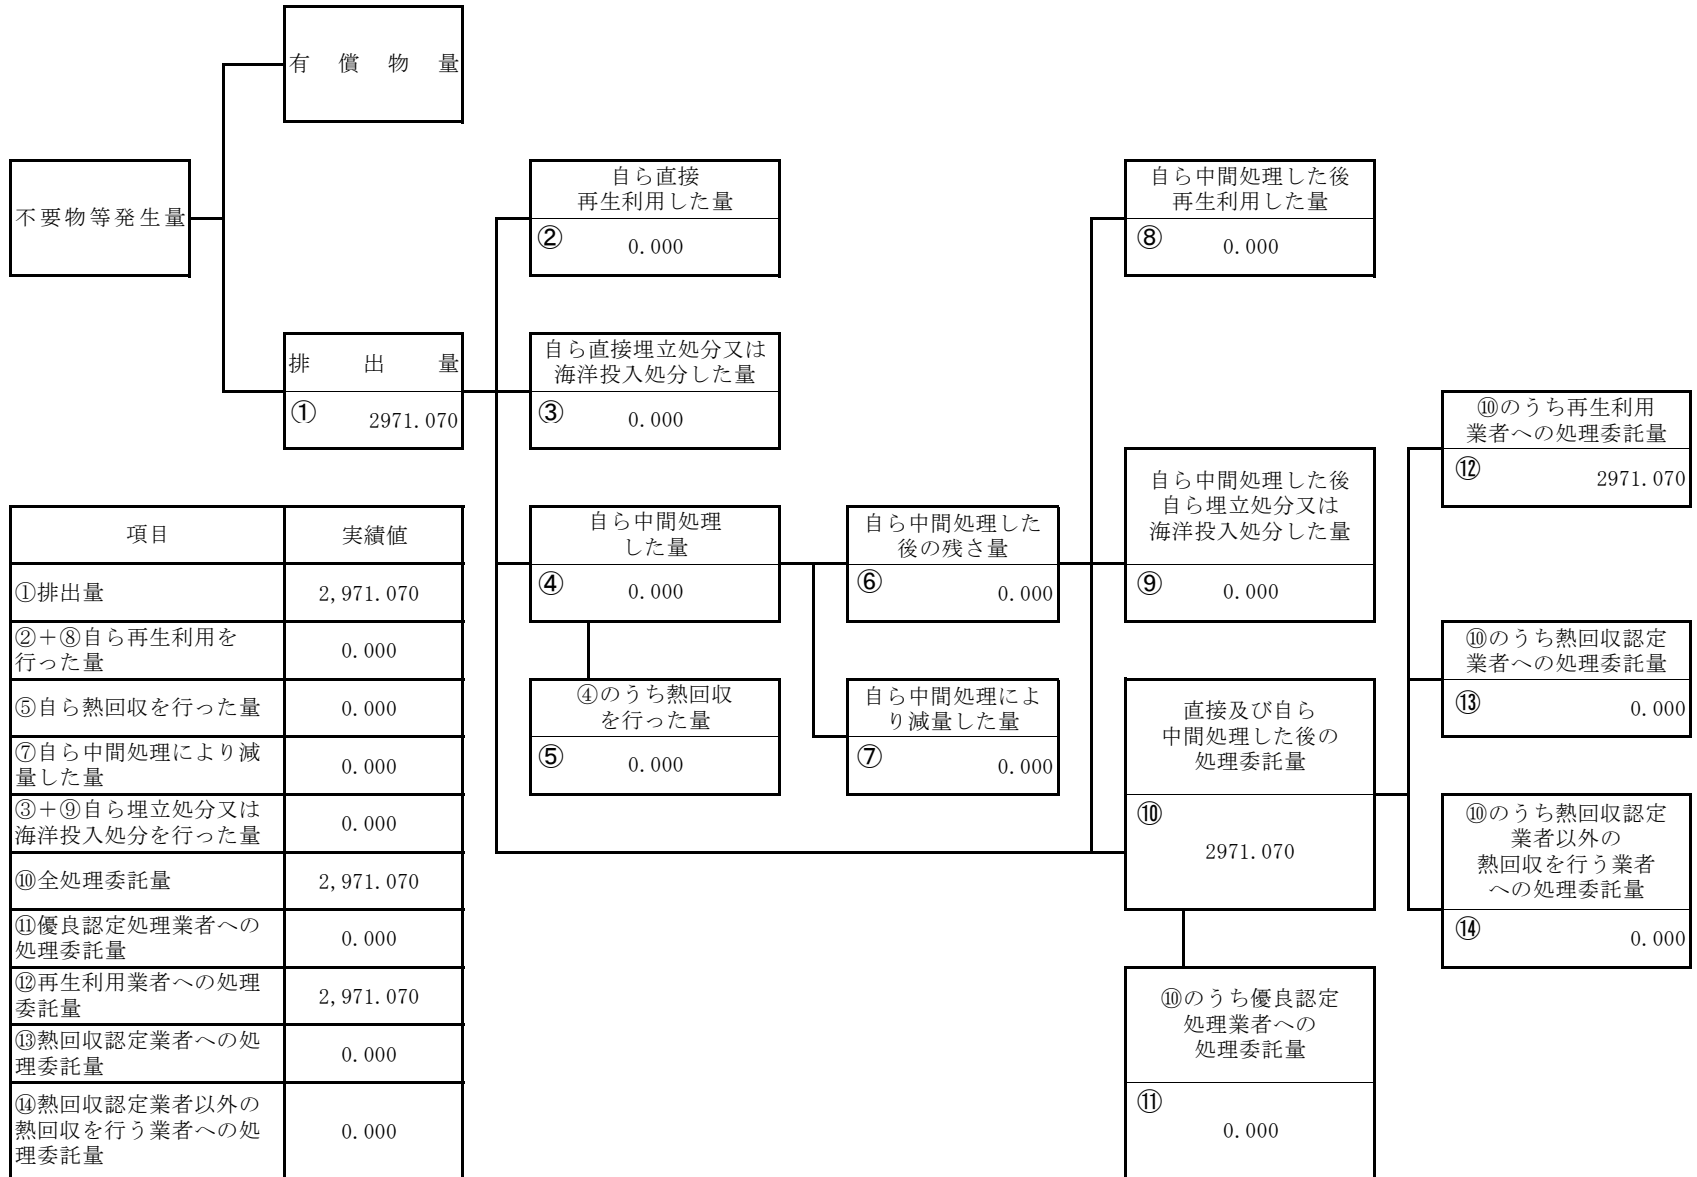 有償物量
不要物等発生量
排出量
① 2971.070
自ら直接
再生利用した量
② 0.000
自ら直接埋立処分又は
海洋投入処分した量
③ 0.000
自ら中間処理
した量
④ 0.000
④のうち熱回収
を行った量
⑤ 0.000
自ら中間処理した
後の残さ量
⑥ 0.000
自ら中間処理によ
り減量した量
⑦ 0.000
自ら中間処理した後
再生利用した量
⑧ 0.000
自ら中間処理した後
自ら埋立処分又は
海洋投入処分した量
⑨ 0.000
直接及び自ら
中間処理した後の
処理委託量
⑩
2971.070
⑩のうち優良認定
処理業者への
処理委託量
⑪
0.000
⑩のうち再生利用
業者への処理委託量
⑫ 2971.070
⑩のうち熱回収認定
業者への処理委託量
⑬ 0.000
⑩のうち熱回収認定
業者以外の
熱回収を行う業者
への処理委託量
⑭ 0.000
項目 実績値
①排出量 2,971.070
②+⑧自ら再生利用を
行った量 0.000
⑤自ら熱回収を行った量 0.000
⑦自ら中間処理により減
量した量 0.000
③+⑨自ら埋立処分又は
海洋投入処分を行った量 0.000
⑩全処理委託量 2,971.070
⑪優良認定処理業者への
処理委託量 0.000
⑫再生利用業者への処理
委託量 2,971.070
⑬熱回収認定業者への処
理委託量 0.000
⑭熱回収認定業者以外の
熱回収を行う業者への処
理委託量 0.000